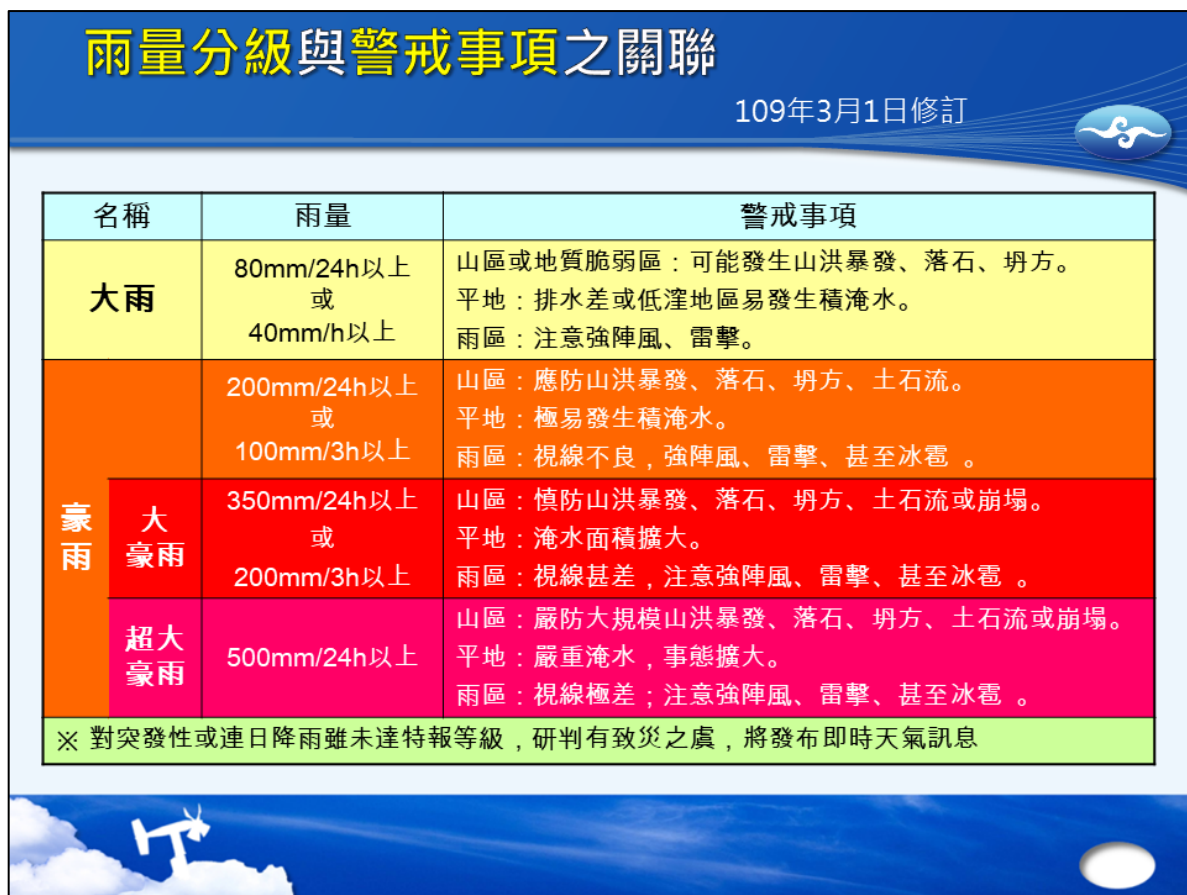 雨量分級與警戒事項之關聯
109年3月1日修訂
名稱
雨量
警戒事項
大雨
80mm/24h以上
或
40mm/h以上
山區或地質脆弱區：可能發生山洪暴發、落石、坍方。
平地：排水差或低窪地區易發生積淹水。
雨區：注意強陣風、雷擊。
豪雨
200mm/24h以上
或
100mm/3h以上
山區：應防山洪暴發、落石、坍方、土石流。
平地：極易發生積淹水。
雨區：視線不良，強陣風、雷擊、甚至冰雹 。
大
豪雨
350mm/24h以上
或
200mm/3h以上
山區：慎防山洪暴發、落石、坍方、土石流或崩塌。
平地：淹水面積擴大。
雨區：視線甚差，注意強陣風、雷擊、甚至冰雹 。
超大
豪雨
500mm/24h以上
山區：嚴防大規模山洪暴發、落石、坍方、土石流或崩塌。
平地：嚴重淹水，事態擴大。
雨區：視線極差；注意強陣風、雷擊、甚至冰雹 。
※ 對突發性或連日降雨雖未達特報等級，研判有致災之虞，將發布即時天氣訊息